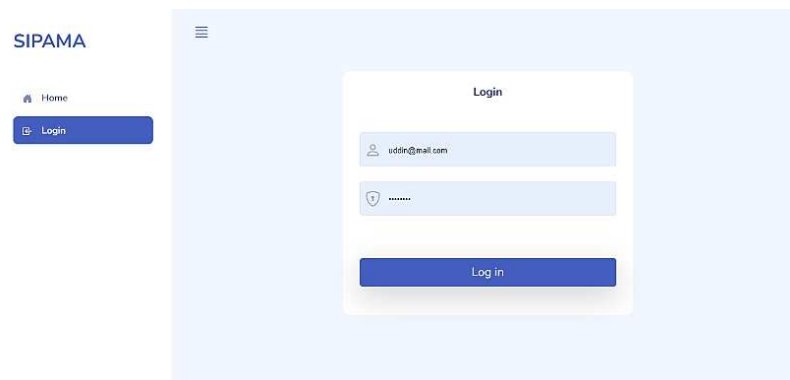 SIPAMA
Home
Login
Login
uddin@mail.com
••••••••
Log in